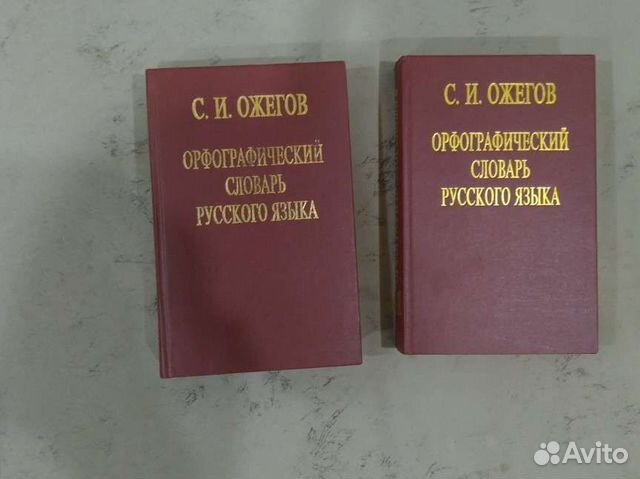 С. И. ОЖЕГОВ
ОРФОГРАФИЧЕСКИЙ
СЛОВАРЬ
РУССКОГО ЯЗЫКА
С. И. ОЖЕГОВ
ОРФОГРАФИЧЕСКИЙ
СЛОВАРЬ
РУССКОГО ЯЗЫКА
Avito